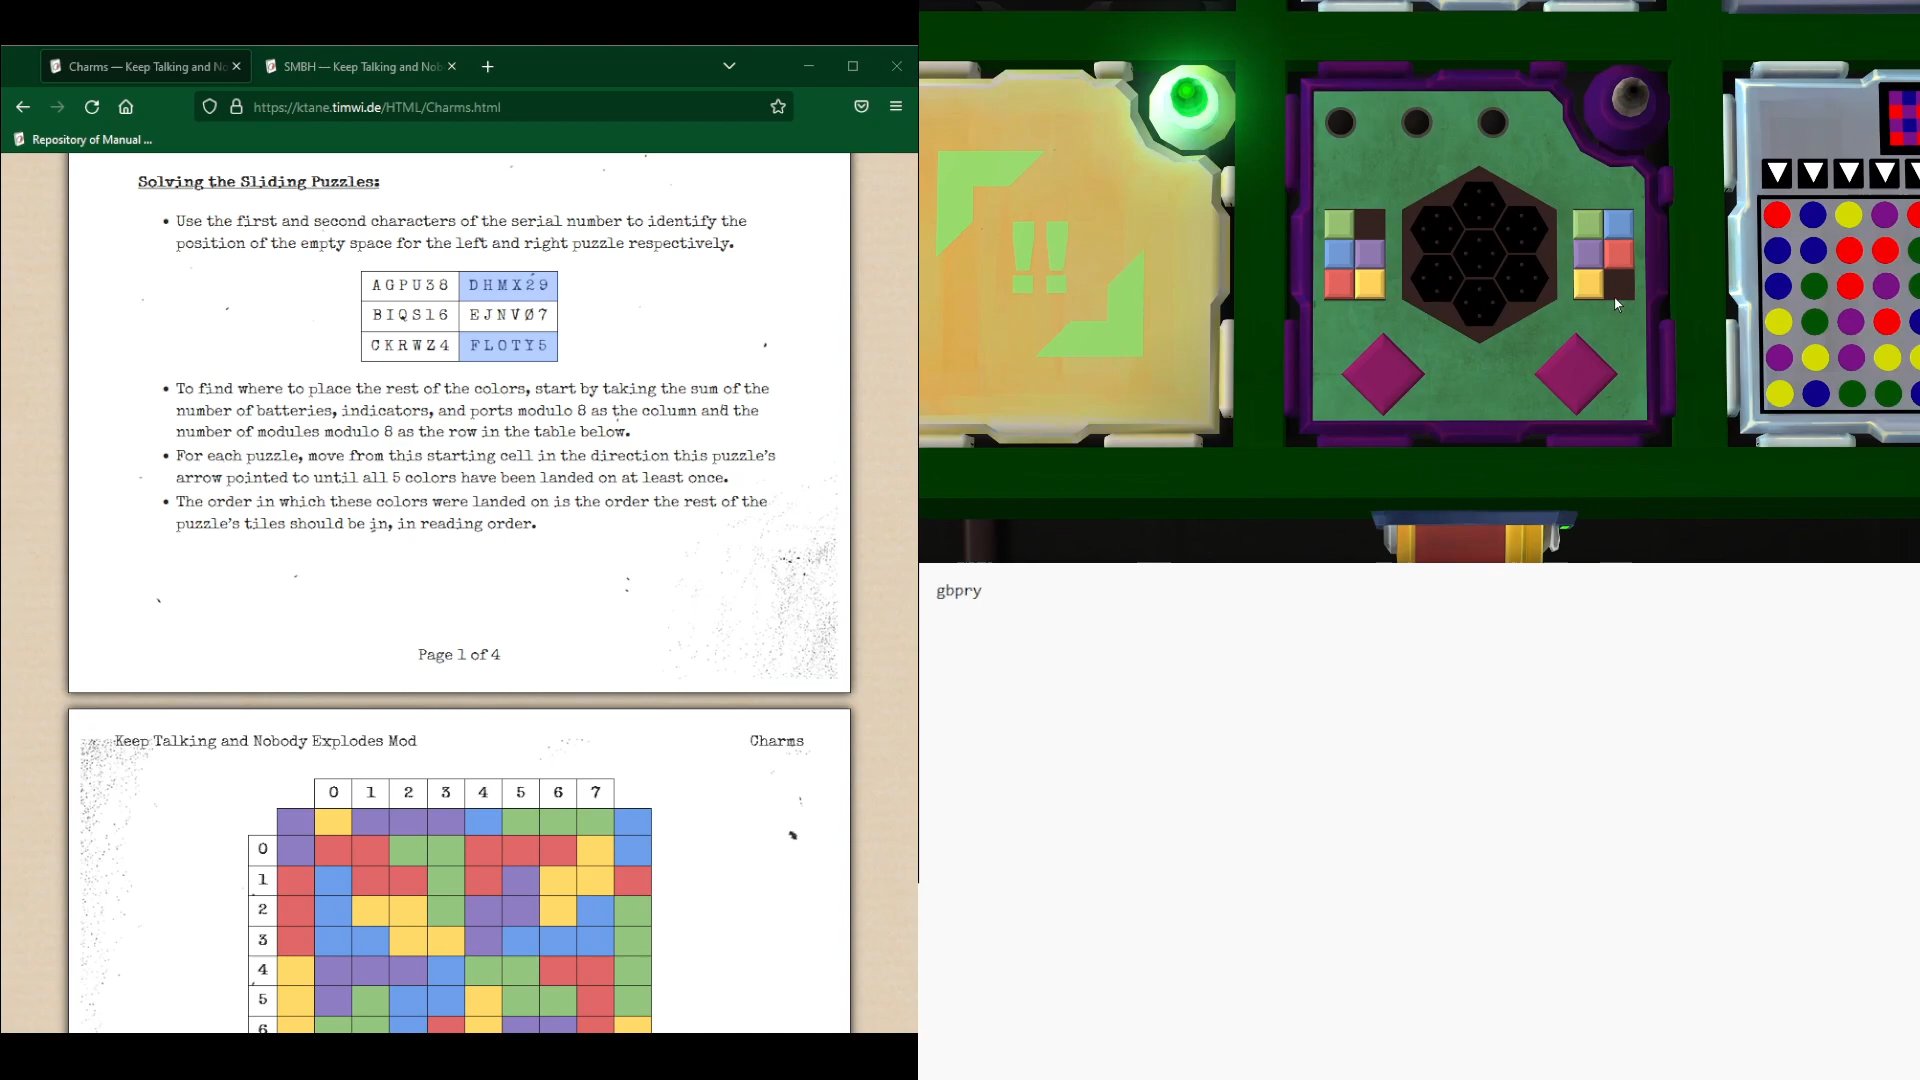 Charms — Keep Talking and No
SMBH — Keep Talking and Nob
https://ktane.timwi.de/HTML/Charms.html
Repository of Manual ...
Solving the Sliding Puzzles:
• Use the first and second characters of the serial number to identify the
position of the empty space for the left and right puzzle respectively.
AGPU38 DHMX29
BIQS16 EJNVØ7
CKRWZ4 FLOTY5
• To find where to place the rest of the colors, start by taking the sum of the
number of batteries, indicators, and ports modulo 8 as the column and the
number of modules modulo 8 as the row in the table below.
• For each puzzle, move from this starting cell in the direction this puzzle's
arrow pointed to until all 5 colors have been landed on at least once.
• The order in which these colors were landed on is the order the rest of the
puzzle's tiles should be in, in reading order.
Page 1 of 4
Keep Talking and Nobody Explodes Mod
Charms
0 1 2 3 4 5 6 7
0
1
2
3
4
5
6
!!
gbpry